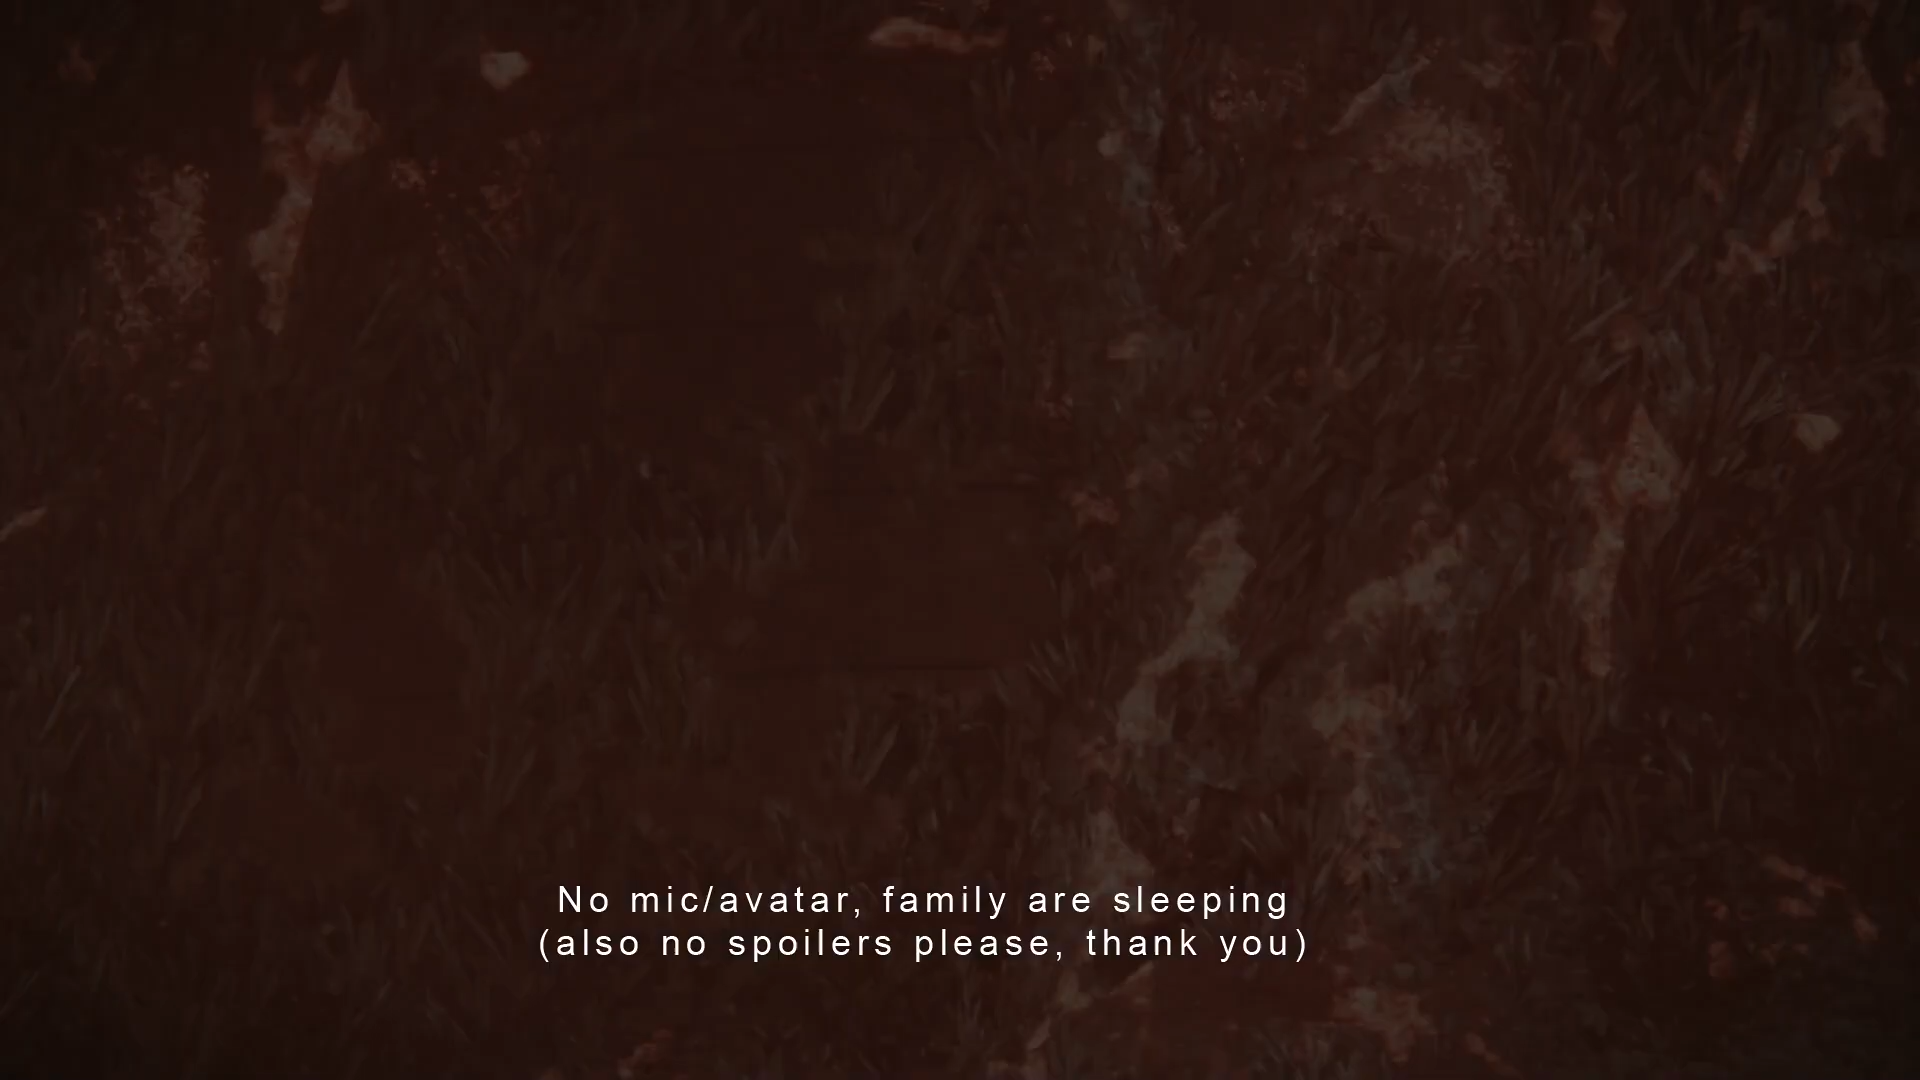 No mic/avatar, family are sleeping
(also no spoilers please, thank you)